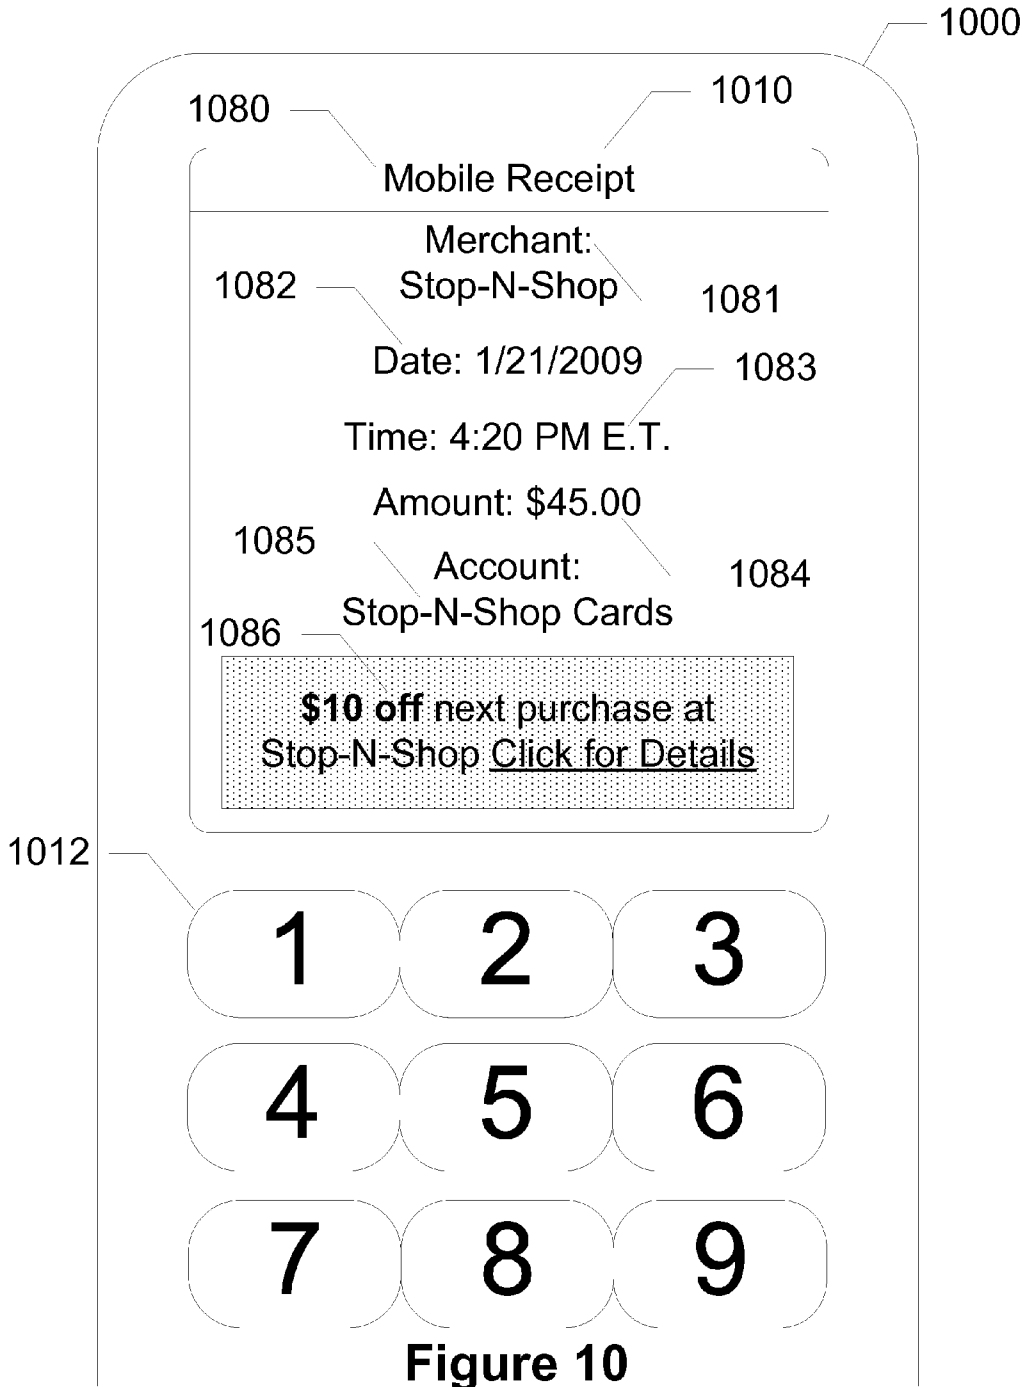 1000
1080
1010
Mobile Receipt
Merchant:
1082
Stop-N-Shop
1081
Date: 1/21/2009
1083
Time: 4:20 PM E.T.
Amount: $45.00
1085
Account:
1084
Stop-N-Shop Cards
1086
$10 off next purchase at
Stop-N-Shop Click for Details
1012
1 2 3
4 5 6
7 8 9
Figure 10